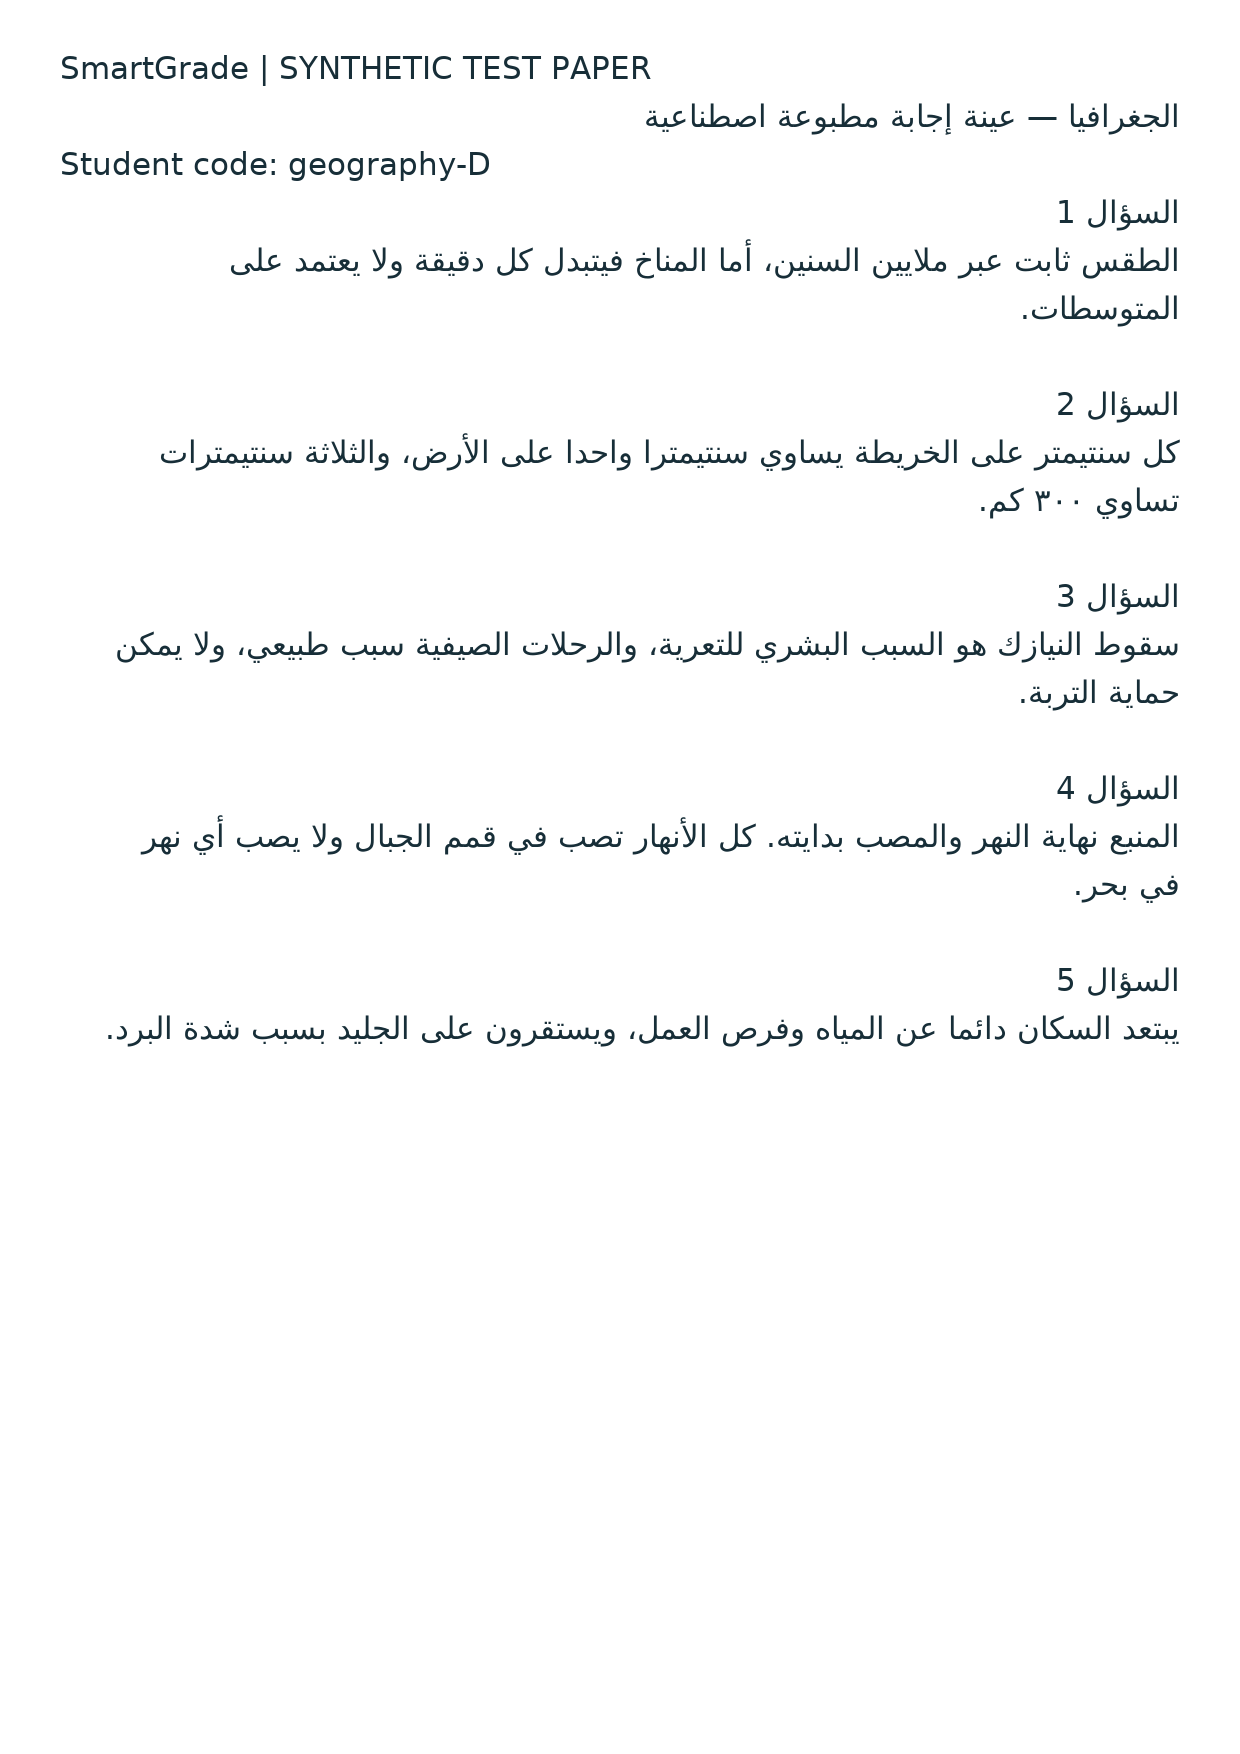 SmartGrade | SYNTHETIC TEST PAPER
الجغرافيا — عينة إجابة مطبوعة اصطناعية
Student code: geography-D
السؤال 1
الطقس ثابت عبر ملايين السنين، أما المناخ فيتبدل كل دقيقة ولا يعتمد على
المتوسطات.
السؤال 2
كل سنتيمتر على الخريطة يساوي سنتيمترا واحدا على الأرض، والثلاثة سنتيمترات
تساوي ٣٠٠ كم.
السؤال 3
سقوط النيازك هو السبب البشري للتعرية، والرحلات الصيفية سبب طبيعي، ولا يمكن
حماية التربة.
السؤال 4
المنبع نهاية النهر والمصب بدايته. كل الأنهار تصب في قمم الجبال ولا يصب أي نهر
في بحر.
السؤال 5
يبتعد السكان دائما عن المياه وفرص العمل، ويستقرون على الجليد بسبب شدة البرد.